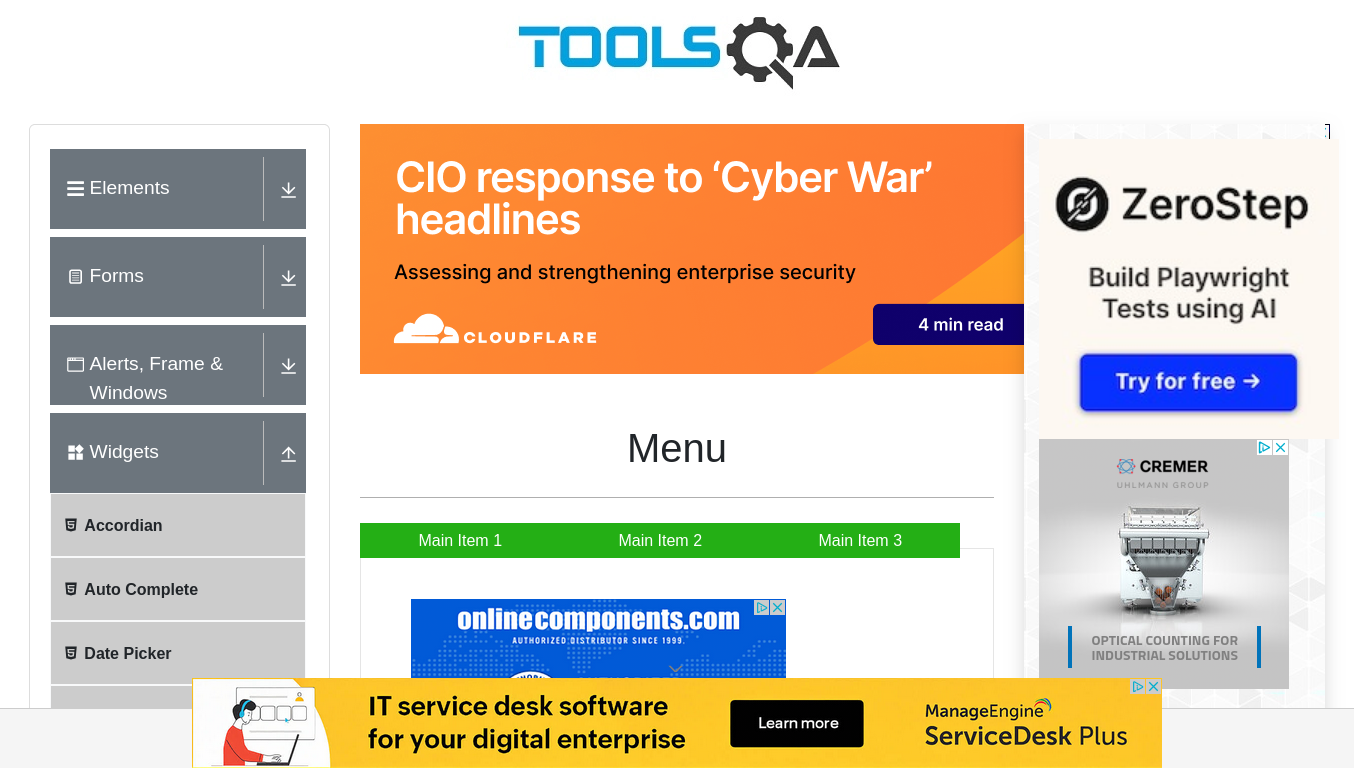 TOOLSQA
Elements
Forms
Alerts, Frame &
Windows
Widgets
Accordian
Auto Complete
Date Picker
CIO response to ‘Cyber War’
headlines
Assessing and strengthening enterprise security
CLOUDFLARE
4 min read
Menu
Main Item 1
Main Item 2
Main Item 3
onlinecomponents.com
AUTHORIZED DISTRIBUTOR SINCE 1999.
ZeroStep
Build Playwright
Tests using AI
Try for free →
CREMER
UHLMANN GROUP
OPTICAL COUNTING FOR
INDUSTRIAL SOLUTIONS
IT service desk software
for your digital enterprise
Learn more
ManageEngine
ServiceDesk Plus